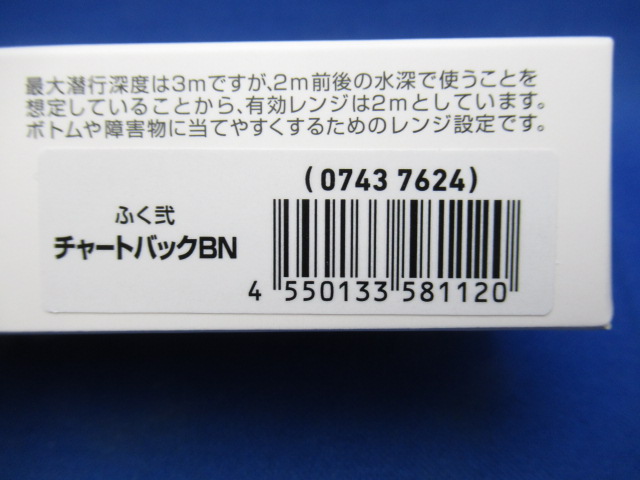 最大潜行深度は3mですが、2m前後の水深で使うことを
想定していることから、有効レンジは2mとしています。
ボトムや障害物に当てやすくするためのレンジ設定です。
(0743 7624)
ふく弐
チャートバックBN
4 550133 581120